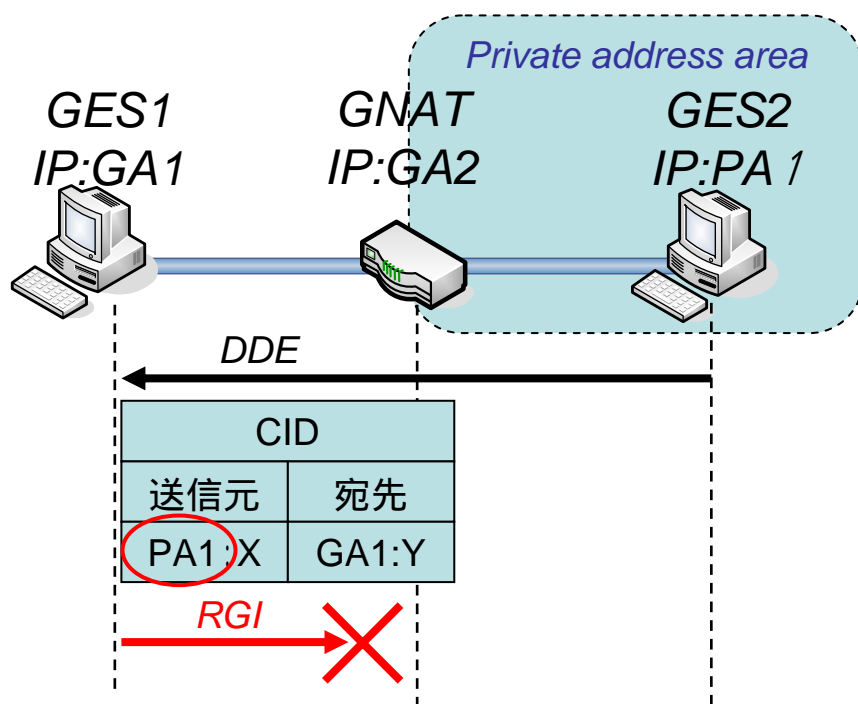 Private address area
GES1
IP:GA1
GNAT
IP:GA2
GES2
IP:PA1
DDE
CID
送信元
宛先
PA1:X
GA1:Y
RGI